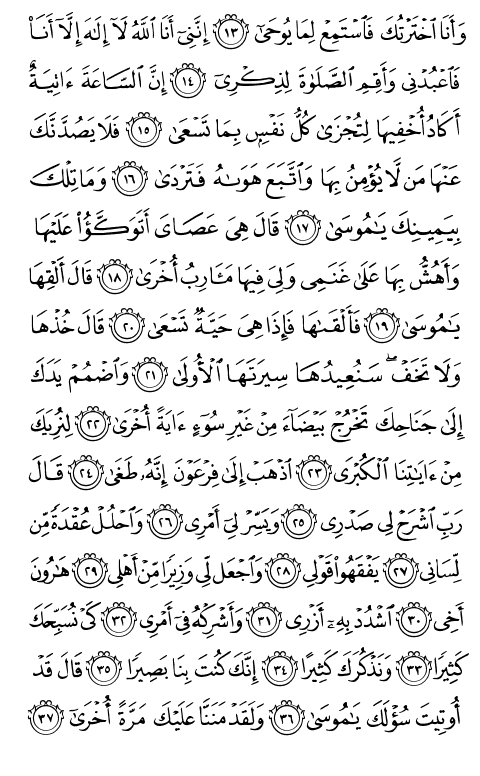 وَأَنَا ٱخْتَرْتُكَ فَٱسْتَمِعْ لِمَا يُوحَىٰٓ ١٣ إِنَّنِىٓ أَنَا ٱللَّهُ لَآ إِلَٰهَ إِلَّآ أَنَا۠
فَٱعْبُدْنِى وَأَقِمِ ٱلصَّلَوٰةَ لِذِكْرِىٓ ١٤ إِنَّ ٱلسَّاعَةَ ءَاتِيَةٌ
أَكَادُ أُخْفِيهَا لِتُجْزَىٰ كُلُّ نَفْسٍۭ بِمَا تَسْعَىٰ ١٥ فَلَا يَصُدَّنَّكَ
عَنْهَا مَن لَّا يُؤْمِنُ بِهَا وَٱتَّبَعَ هَوَىٰهُ فَتَرْدَىٰ ١٦ وَمَا تِلْكَ
بِيَمِينِكَ يَٰمُوسَىٰ ١٧ قَالَ هِىَ عَصَاىَ أَتَوَكَّؤُا۟ عَلَيْهَا
وَأَهُشُّ بِهَا عَلَىٰ غَنَمِى وَلِىَ فِيهَا مَـَٔارِبُ أُخْرَىٰ ١٨ قَالَ أَلْقِهَا
يَٰمُوسَىٰ ١٩ فَأَلْقَىٰهَا فَإِذَا هِىَ حَيَّةٌ تَسْعَىٰ ٢٠ قَالَ خُذْهَا
وَلَا تَخَفْ ۖ سَنُعِيدُهَا سِيرَتَهَا ٱلْأُولَىٰ ٢١ وَٱضْمُمْ يَدَكَ
إِلَىٰ جَنَاحِكَ تَخْرُجْ بَيْضَآءَ مِنْ غَيْرِ سُوٓءٍ ءَايَةً أُخْرَىٰ ٢٢ لِنُرِيَكَ
مِنْ ءَايَٰتِنَا ٱلْكُبْرَى ٢٣ ٱذْهَبْ إِلَىٰ فِرْعَوْنَ إِنَّهُۥ طَغَىٰ ٢٤ قَالَ
رَبِّ ٱشْرَحْ لِى صَدْرِى ٢٥ وَيَسِّرْ لِىٓ أَمْرِى ٢٦ وَٱحْلُلْ عُقْدَةً مِّن
لِّسَانِى ٢٧ يَفْقَهُوا۟ قَوْلِى ٢٨ وَٱجْعَل لِّى وَزِيرًا مِّنْ أَهْلِى ٢٩ هَٰرُونَ
أَخِى ٣٠ ٱشْدُدْ بِهِۦٓ أَزْرِى ٣١ وَأَشْرِكْهُ فِىٓ أَمْرِى ٣٢ كَىْ نُسَبِّحَكَ
كَثِيرًا ٣٣ وَنَذْكُرَكَ كَثِيرًا ٣٤ إِنَّكَ كُنتَ بِنَا بَصِيرًا ٣٥ قَالَ قَدْ
أُوتِيتَ سُؤْلَكَ يَٰمُوسَىٰ ٣٦ وَلَقَدْ مَنَنَّا عَلَيْكَ مَرَّةً أُخْرَىٰٓ ٣٧